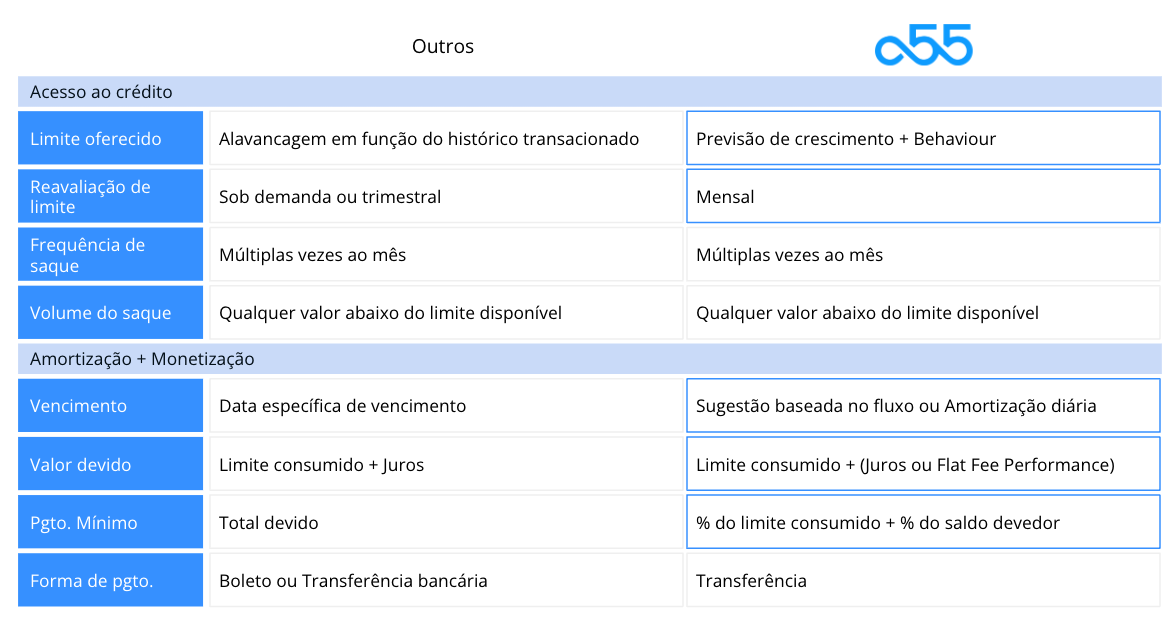 Outros
a55
Acesso ao crédito
Limite oferecido
Alavancagem em função do histórico transacionado
Previsão de crescimento + Behaviour
Reavaliação de
limite
Sob demanda ou trimestral
Mensal
Frequência de
saque
Múltiplas vezes ao mês
Múltiplas vezes ao mês
Volume do saque
Qualquer valor abaixo do limite disponível
Qualquer valor abaixo do limite disponível
Amortização + Monetização
Vencimento
Data específica de vencimento
Sugestão baseada no fluxo ou Amortização diária
Valor devido
Limite consumido + Juros
Limite consumido + (Juros ou Flat Fee Performance)
Pgto. Mínimo
Total devido
% do limite consumido + % do saldo devedor
Forma de pgto.
Boleto ou Transferência bancária
Transferência